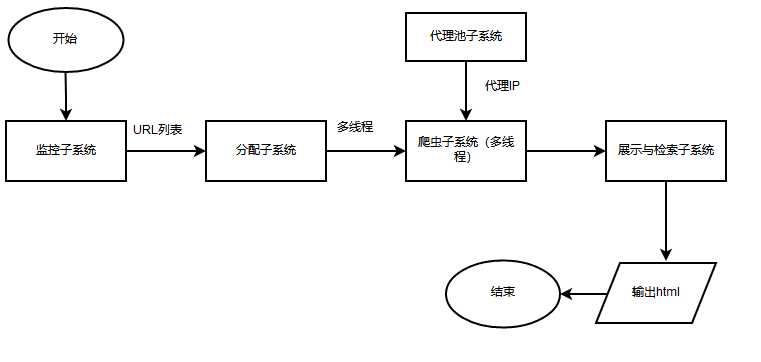 开始
代理池子系统
代理IP
监控子系统
URL列表
分配子系统
多线程
爬虫子系统（多线
程）
展示与检索子系统
结束
输出html